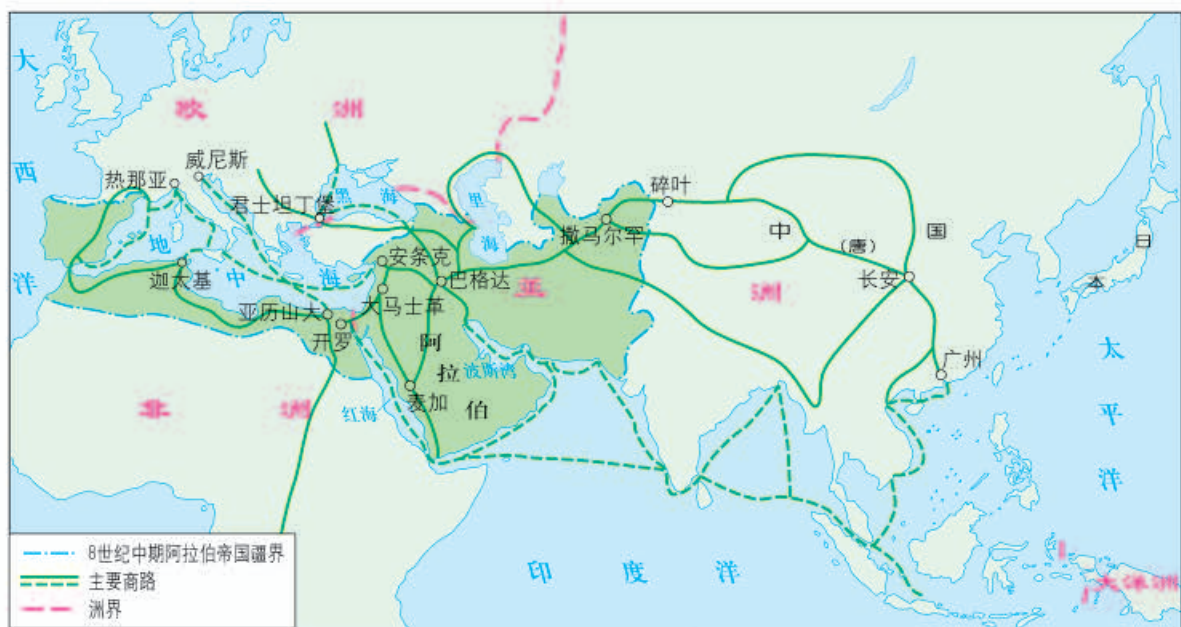 大西洋
欧洲
威尼斯
热那亚
君士坦丁堡
黑海
里海
碎叶
撒马尔罕
中国
(唐)
日本
地中海
迦太基
安条克
巴格达
亚洲
长安
大马士革
亚历山大
开罗
阿拉伯
波斯湾
广州
太平洋
非洲
红海
麦加
印度洋
大洋洲
8世纪中期阿拉伯帝国疆界
主要商路
洲界